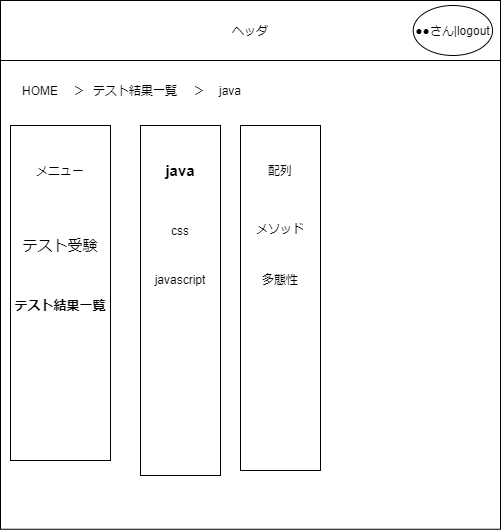 ヘッダ
●●さん|logout
HOME ＞ テスト結果一覧 ＞ java
メニュー
テスト受験
テスト結果一覧
java
css
javascript
配列
メソッド
多態性